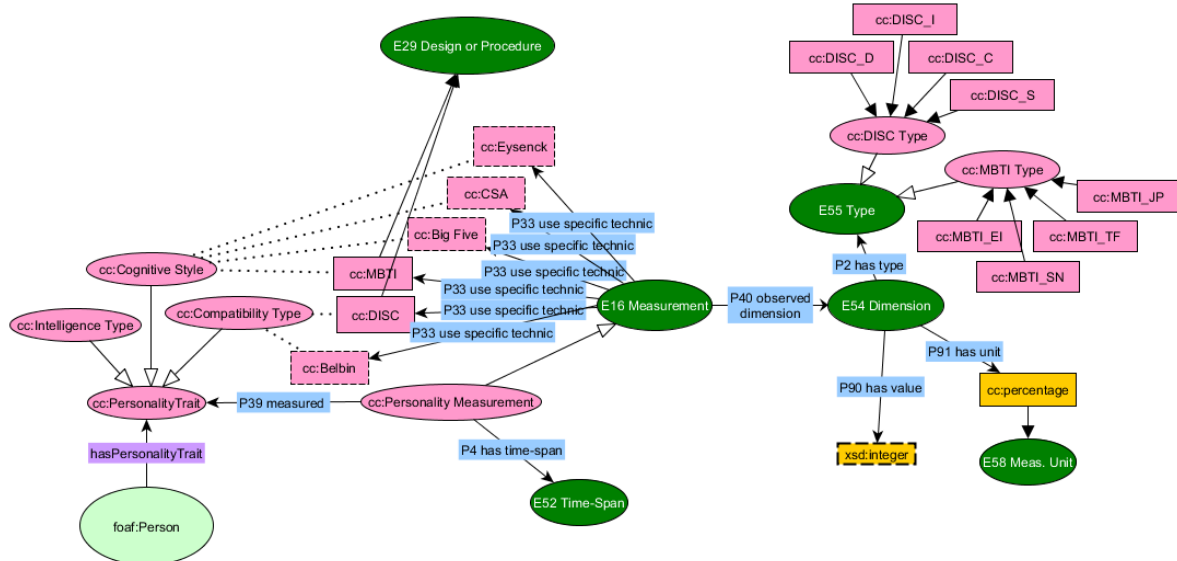 cc:DISC_I
E29 Design or Procedure
cc:DISC_D
cc:DISC_C
cc:DISC_S
cc:DISC Type
cc:Eysenck
cc:MBTI Type
cc:CSA
cc:MBTI_JP
E55 Type
P33 use specific technic
cc:Big Five
P33 use specific technic
cc:MBTI_EI
cc:MBTI_TF
cc:Cognitive Style
cc:MBTI
P33 use specific technic
P2 has type
cc:MBTI_SN
P33 use specific technic
E16 Measurement
P40 observed
dimension
E54 Dimension
cc:Compatibility Type
cc:DISC
P33 use specific technic
cc:Intelligence Type
P33 use specific technic
P91 has unit
cc:Belbin
P90 has value
cc:percentage
cc:PersonalityTrait
P39 measured
cc:Personality Measurement
P4 has time-span
hasPersonalityTrait
xsd:integer
E58 Meas. Unit
E52 Time-Span
foaf:Person